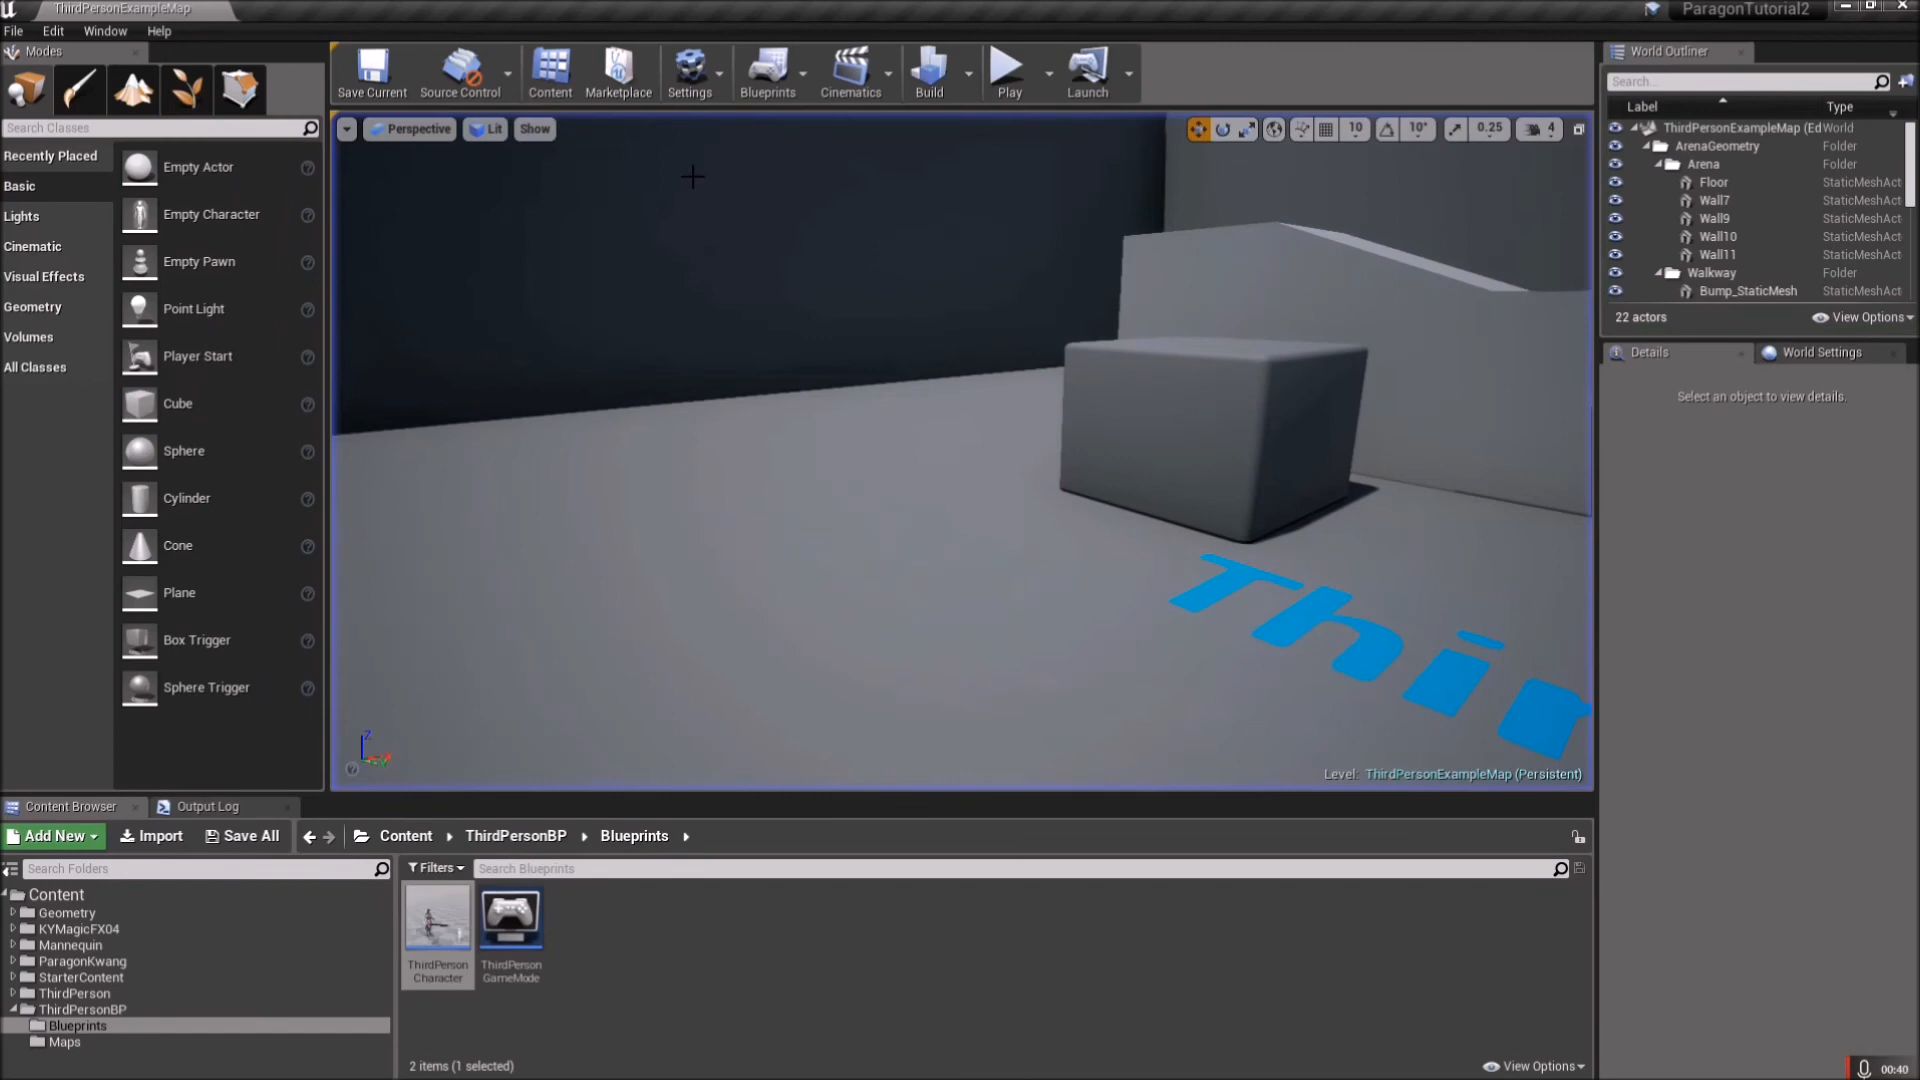 ThirdPersonExampleMap
ParagonTutorial2
File Edit Window Help
Modes
Save Current
Source Control
Content
Marketplace
Settings
Blueprints
Cinematics
Build
Play
Launch
Search Classes
Recently Placed
Basic
Lights
Cinematic
Visual Effects
Geometry
Volumes
All Classes
Empty Actor
Empty Character
Empty Pawn
Point Light
Player Start
Cube
Sphere
Cylinder
Cone
Plane
Box Trigger
Sphere Trigger
Perspective
Lit
Show
10
10°
0.25
4
Thir
Z
Level: ThirdPersonExampleMap (Persistent)
World Outliner
Search...
Label Type
ThirdPersonExampleMap (Ed World
ArenaGeometry Folder
Arena Folder
Floor StaticMeshAct
Wall7 StaticMeshAct
Wall9 StaticMeshAct
Wall10 StaticMeshAct
Wall11 StaticMeshAct
Walkway Folder
Bump_StaticMesh StaticMeshAct
22 actors
View Options
Details
World Settings
Select an object to view details.
Content Browser
Output Log
Add New
Import
Save All
Content
ThirdPersonBP
Blueprints
Search Folders
Filters
Search Blueprints
Content
Geometry
KYMagicFX04
Mannequin
ParagonKwang
StarterContent
ThirdPerson
ThirdPersonBP
Blueprints
Maps
ThirdPerson
Character
ThirdPerson
GameMode
2 items (1 selected)
View Options
00:40